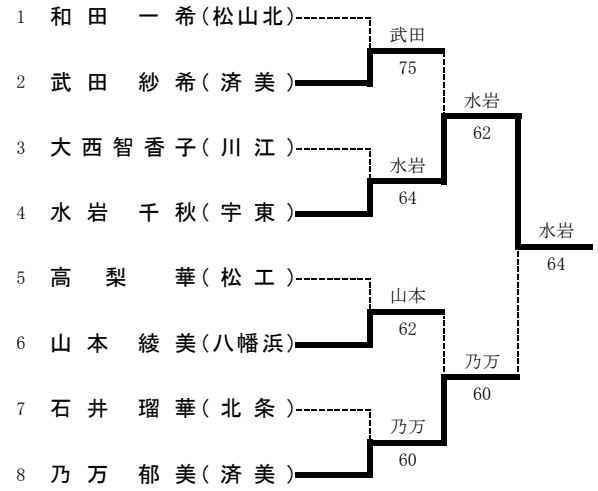 1 和田 一希(松山北)
武田
2 武田 紗希(済美)
75
水岩
3 大西智香子(川江)
62
水岩
4 水岩 千秋(宇東)
64
水岩
5 高梨 華(松工)
64
山本
6 山本 綾美(八幡浜)
62
乃万
7 石井 瑠華(北条)
60
乃万
8 乃万 郁美(済美)
60